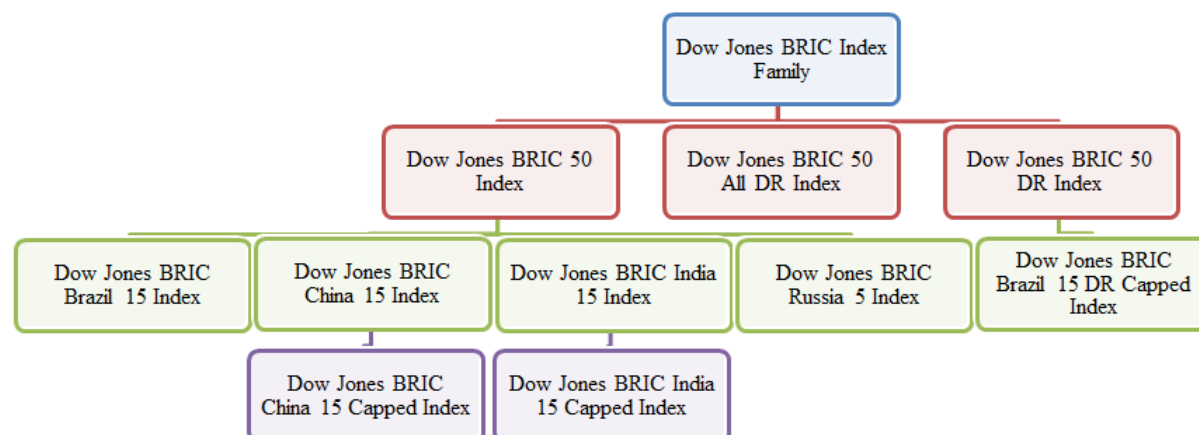 Dow Jones BRIC Index
Family
Dow Jones BRIC 50
Index
Dow Jones BRIC 50
All DR Index
Dow Jones BRIC 50
DR Index
Dow Jones BRIC
Brazil 15 Index
Dow Jones BRIC
China 15 Index
Dow Jones BRIC India
15 Index
Dow Jones BRIC
Russia 5 Index
Dow Jones BRIC
Brazil 15 DR Capped
Index
Dow Jones BRIC
China 15 Capped Index
Dow Jones BRIC India
15 Capped Index